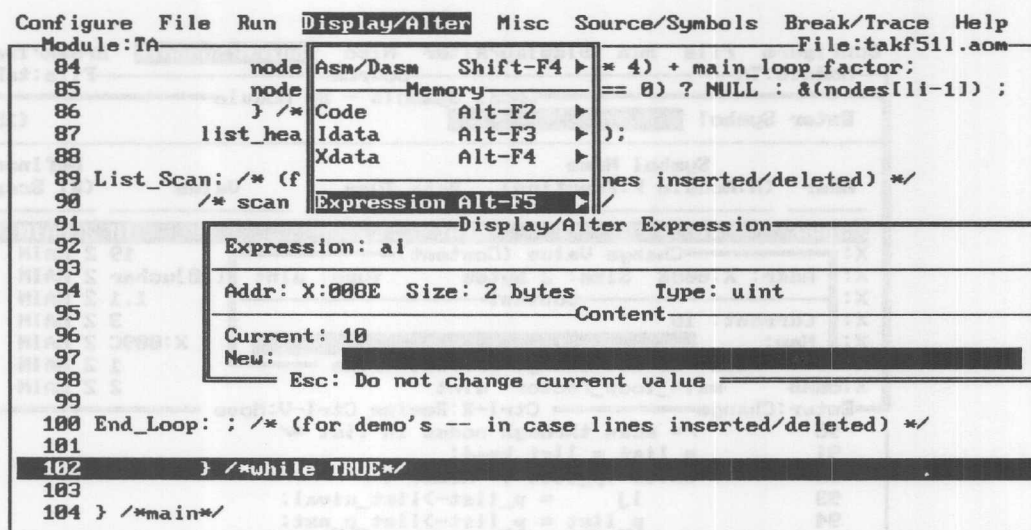 Configure File Run Display/Alter Misc Source/Symbols Break/Trace Help
Module:TA File:takf511.aom
84 node Asm/Dasm Shift-F4 ► * 4) - main_loop_factor;
85 node Memory == 0) ? NULL : &(nodes[li-1]) ;
86 } /* Code Alt-F2 ►
87 list_hea Idata Alt-F3 ► );
88 Xdata Alt-F4 ►
89 List_Scan: /* (f nes inserted/deleted) */
90 /* scan Expression Alt-F5 ► /
91 Display/Alter Expression
92 Expression: ai
93
94 Addr: X:008E Size: 2 bytes Type: uint
95 Content
96 Current: 10
97 New:
98 Esc: Do not change current value
99
100 End_Loop: ; /* (for demo's -- in case lines inserted/deleted) */
101
102 } /*while TRUE*/
103
104 } /*main*/